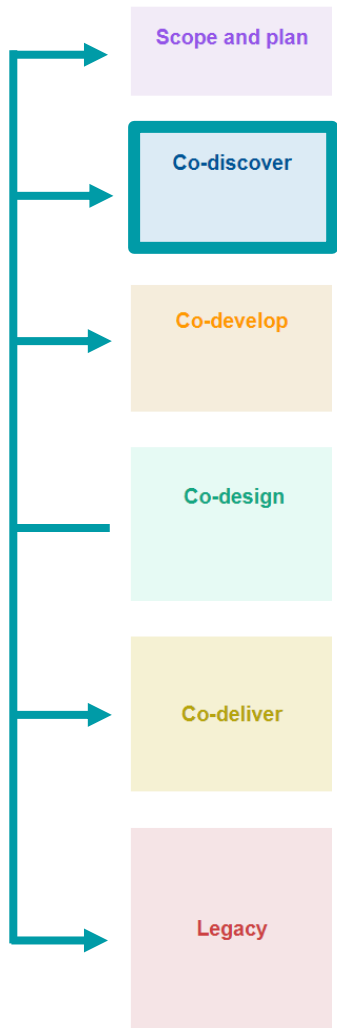 Scope and plan
Co-discover
Co-develop
Co-design
Co-deliver
Legacy